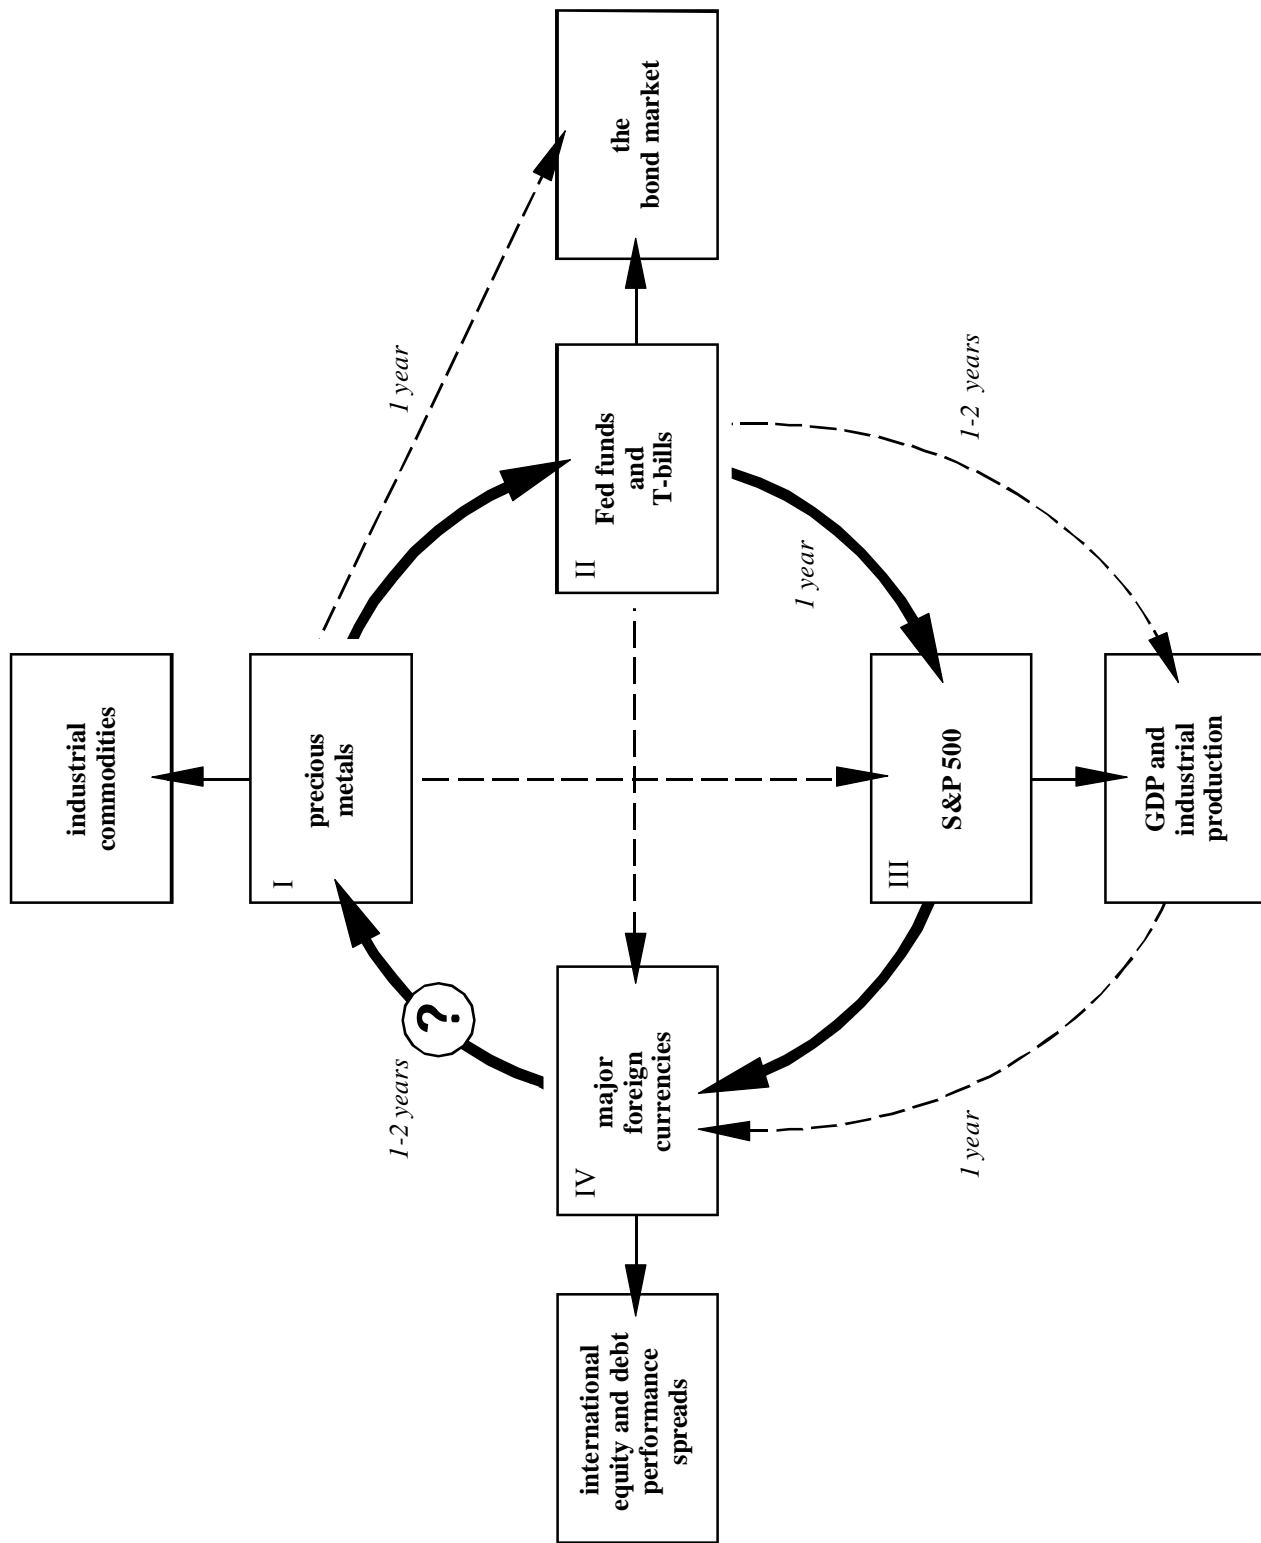 industrial
commodities
I
precious
metals
1-2 years
?
1 year
international
equity and debt
performance
spreads
IV
major
foreign
currencies
II
Fed funds
and
T-bills
the
bond market
1 year
III
S&P 500
1 year
1-2 years
GDP and
industrial
production